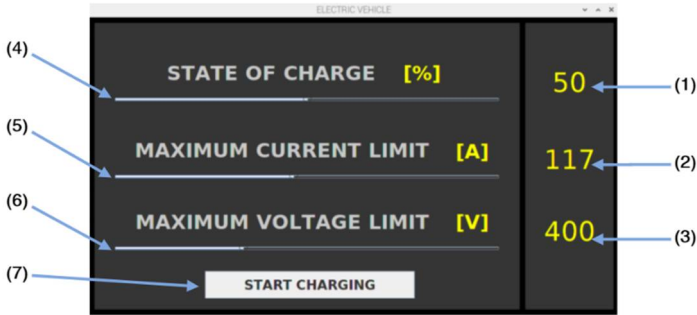 ELECTRIC VEHICLE
(4)
STATE OF CHARGE [%]
50
(1)
(5)
MAXIMUM CURRENT LIMIT [A]
117
(2)
(6)
MAXIMUM VOLTAGE LIMIT [V]
400
(3)
(7)
START CHARGING